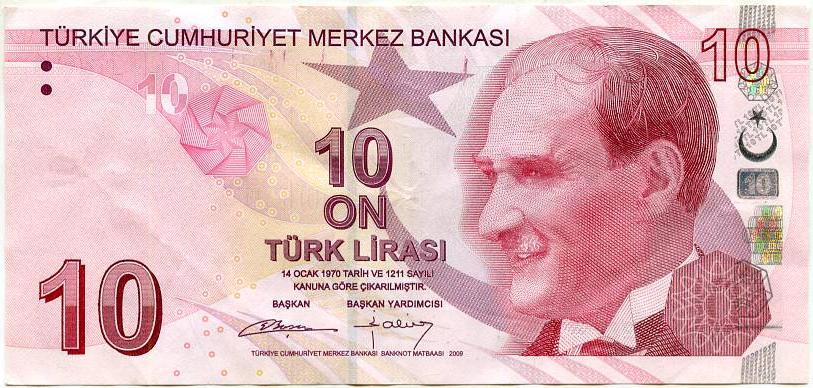 TÜRKİYE CUMHURİYET MERKEZ BANKASI
10
10
10
ON
TÜRK LİRASI
14 OCAK 1970 TARİH VE 1211 SAYILI
KANUNA GÖRE ÇIKARILMIŞTIR.
BAŞKAN BAŞKAN YARDIMCISI
10
10
TÜRKİYE CUMHURİYET MERKEZ BANKASI BANKNOT MATBAASI 2009